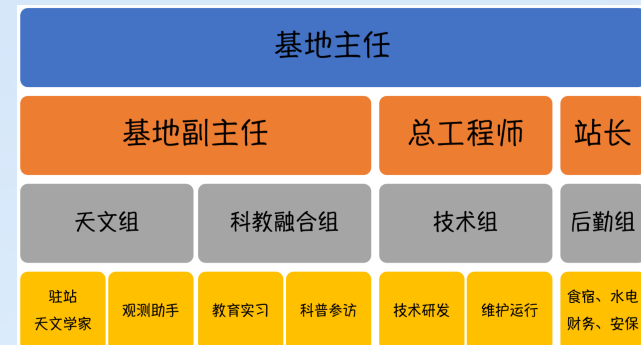 基地主任
基地副主任
总工程师
站长
天文组
科教融合组
技术组
后勤组
驻站
天文学家
观测助手
教育实习
科普参访
技术研发
维护运行
食宿、水电
财务、安保